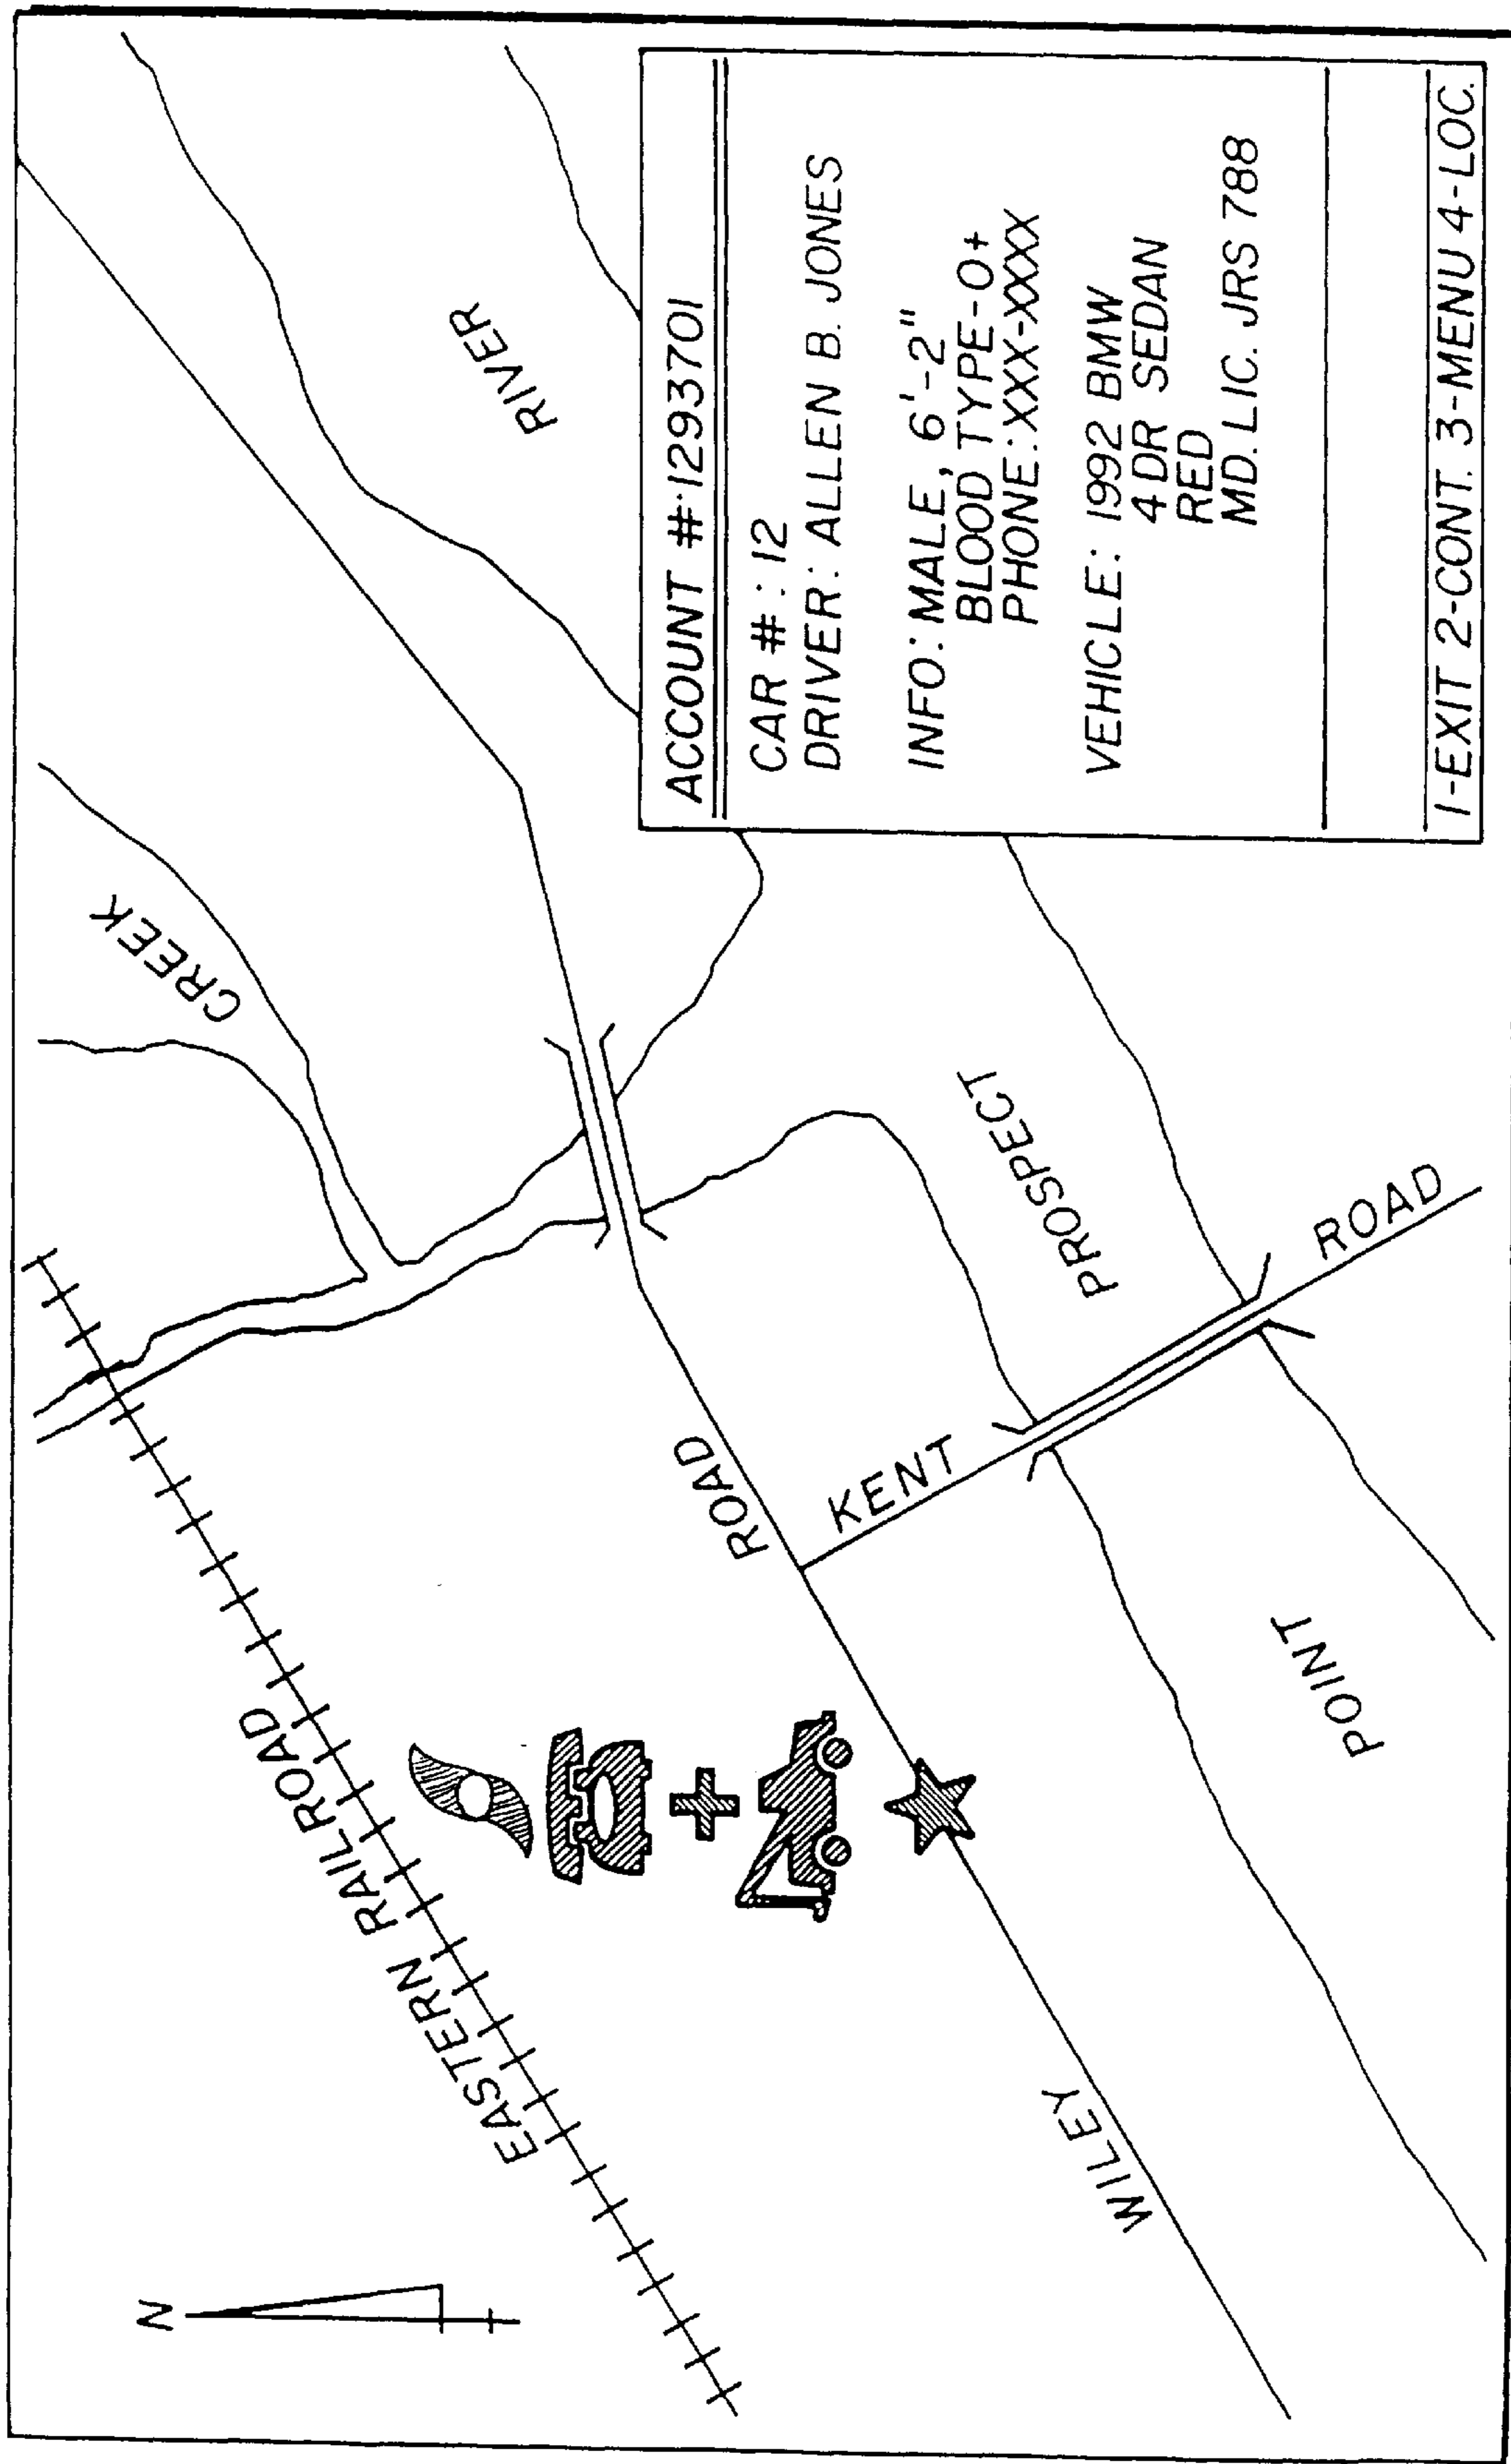 N
EASTERN RAILROAD
CREEK
RIVER
WILLEY
ROAD
KENT
ROAD
PROSPECT
POINT
ACCOUNT #:1293701
CAR #: 12
DRIVER: ALLEN B. JONES
INFO: MALE, 6'-2"
BLOOD TYPE-O+
PHONE: XXX-XXXX
VEHICLE: 1992 BMW
4 DR SEDAN
RED
MD. LIC. JRS 788
1-EXIT 2-CONT. 3-MENU 4-LOC.